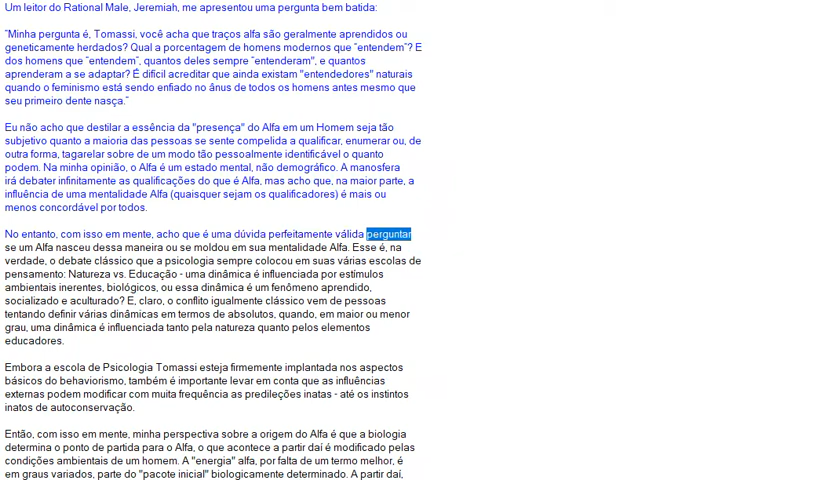 Um leitor do Rational Male, Jeremiah, me apresentou uma pergunta bem batida:
“Minha pergunta é, Tomassi, você acha que traços alfa são geralmente aprendidos ou
geneticamente herdados? Qual a porcentagem de homens modernos que “entendem”? E
dos homens que “entendem”, quantos deles sempre “entenderam”, e quantos
aprenderam a se adaptar? É difícil acreditar que ainda existam "entendedores" naturais
quando o feminismo está sendo enfiado no ânus de todos os homens antes mesmo que
seu primeiro dente nasça.”
Eu não acho que destilar a essência da "presença" do Alfa em um Homem seja tão
subjetivo quanto a maioria das pessoas se sente compelida a qualificar, enumerar ou, de
outra forma, tagarelar sobre de um modo tão pessoalmente identificável o quanto
podem. Na minha opinião, o Alfa é um estado mental, não demográfico. A manosfera
irá debater infinitamente as qualificações do que é Alfa, mas acho que, na maior parte, a
influência de uma mentalidade Alfa (quaisquer sejam os qualificadores) é mais ou
menos concordável por todos.
No entanto, com isso em mente, acho que é uma dúvida perfeitamente válida perguntar
se um Alfa nasceu dessa maneira ou se moldou em sua mentalidade Alfa. Esse é, na
verdade, o debate clássico que a psicologia sempre colocou em suas várias escolas de
pensamento: Natureza vs. Educação - uma dinâmica é influenciada por estímulos
ambientais inerentes, biológicos, ou essa dinâmica é um fenômeno aprendido,
socializado e aculturado? E, claro, o conflito igualmente clássico vem de pessoas
tentando definir várias dinâmicas em termos de absolutos, quando, em maior ou menor
grau, uma dinâmica é influenciada tanto pela natureza quanto pelos elementos
educadores.
Embora a escola de Psicologia Tomassi esteja firmemente implantada nos aspectos
básicos do behaviorismo, também é importante levar em conta que as influências
externas podem modificar com muita frequência as predileções inatas - até os instintos
inatos de autoconservação.
Então, com isso em mente, minha perspectiva sobre a origem do Alfa é que a biologia
determina o ponto de partida para o Alfa, o que acontece a partir daí é modificado pelas
condições ambientais de um homem. A "energia" alfa, por falta de um termo melhor, é
em graus variados, parte do "pacote inicial" biologicamente determinado. A partir daí,